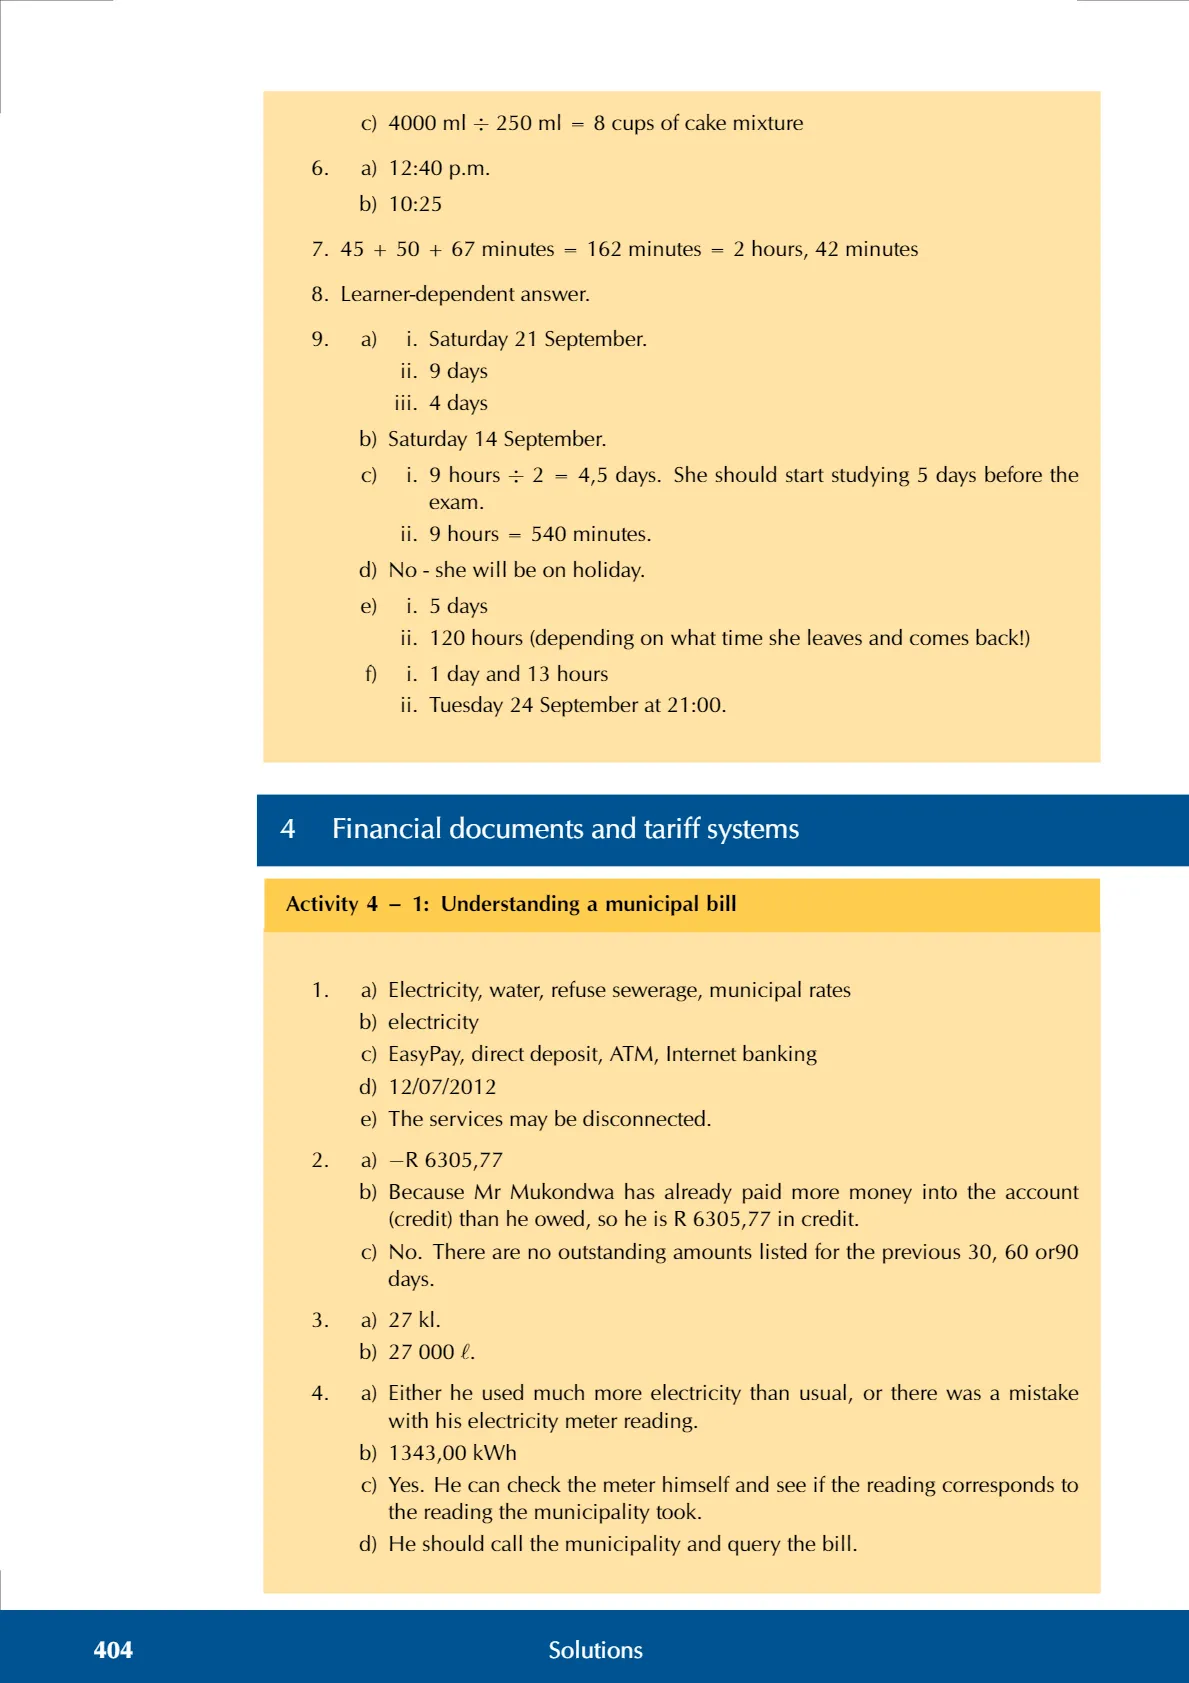 c) 4000 ml ÷ 250 ml = 8 cups of cake mixture
6. a) 12:40 p.m.
b) 10:25
7. 45 + 50 + 67 minutes = 162 minutes = 2 hours, 42 minutes
8. Learner-dependent answer.
9. a) i. Saturday 21 September.
ii. 9 days
iii. 4 days
b) Saturday 14 September.
c) i. 9 hours ÷ 2 = 4,5 days. She should start studying 5 days before the
exam.
ii. 9 hours = 540 minutes.
d) No - she will be on holiday.
e) i. 5 days
ii. 120 hours (depending on what time she leaves and comes back!)
f) i. 1 day and 13 hours
ii. Tuesday 24 September at 21:00.
4 Financial documents and tariff systems
Activity 4 – 1: Understanding a municipal bill
1. a) Electricity, water, refuse sewerage, municipal rates
b) electricity
c) EasyPay, direct deposit, ATM, Internet banking
d) 12/07/2012
e) The services may be disconnected.
2. a) −R 6305,77
b) Because Mr Mukondwa has already paid more money into the account
(credit) than he owed, so he is R 6305,77 in credit.
c) No. There are no outstanding amounts listed for the previous 30, 60 or90
days.
3. a) 27 kl.
b) 27 000 ℓ.
4. a) Either he used much more electricity than usual, or there was a mistake
with his electricity meter reading.
b) 1343,00 kWh
c) Yes. He can check the meter himself and see if the reading corresponds to
the reading the municipality took.
d) He should call the municipality and query the bill.
404 Solutions